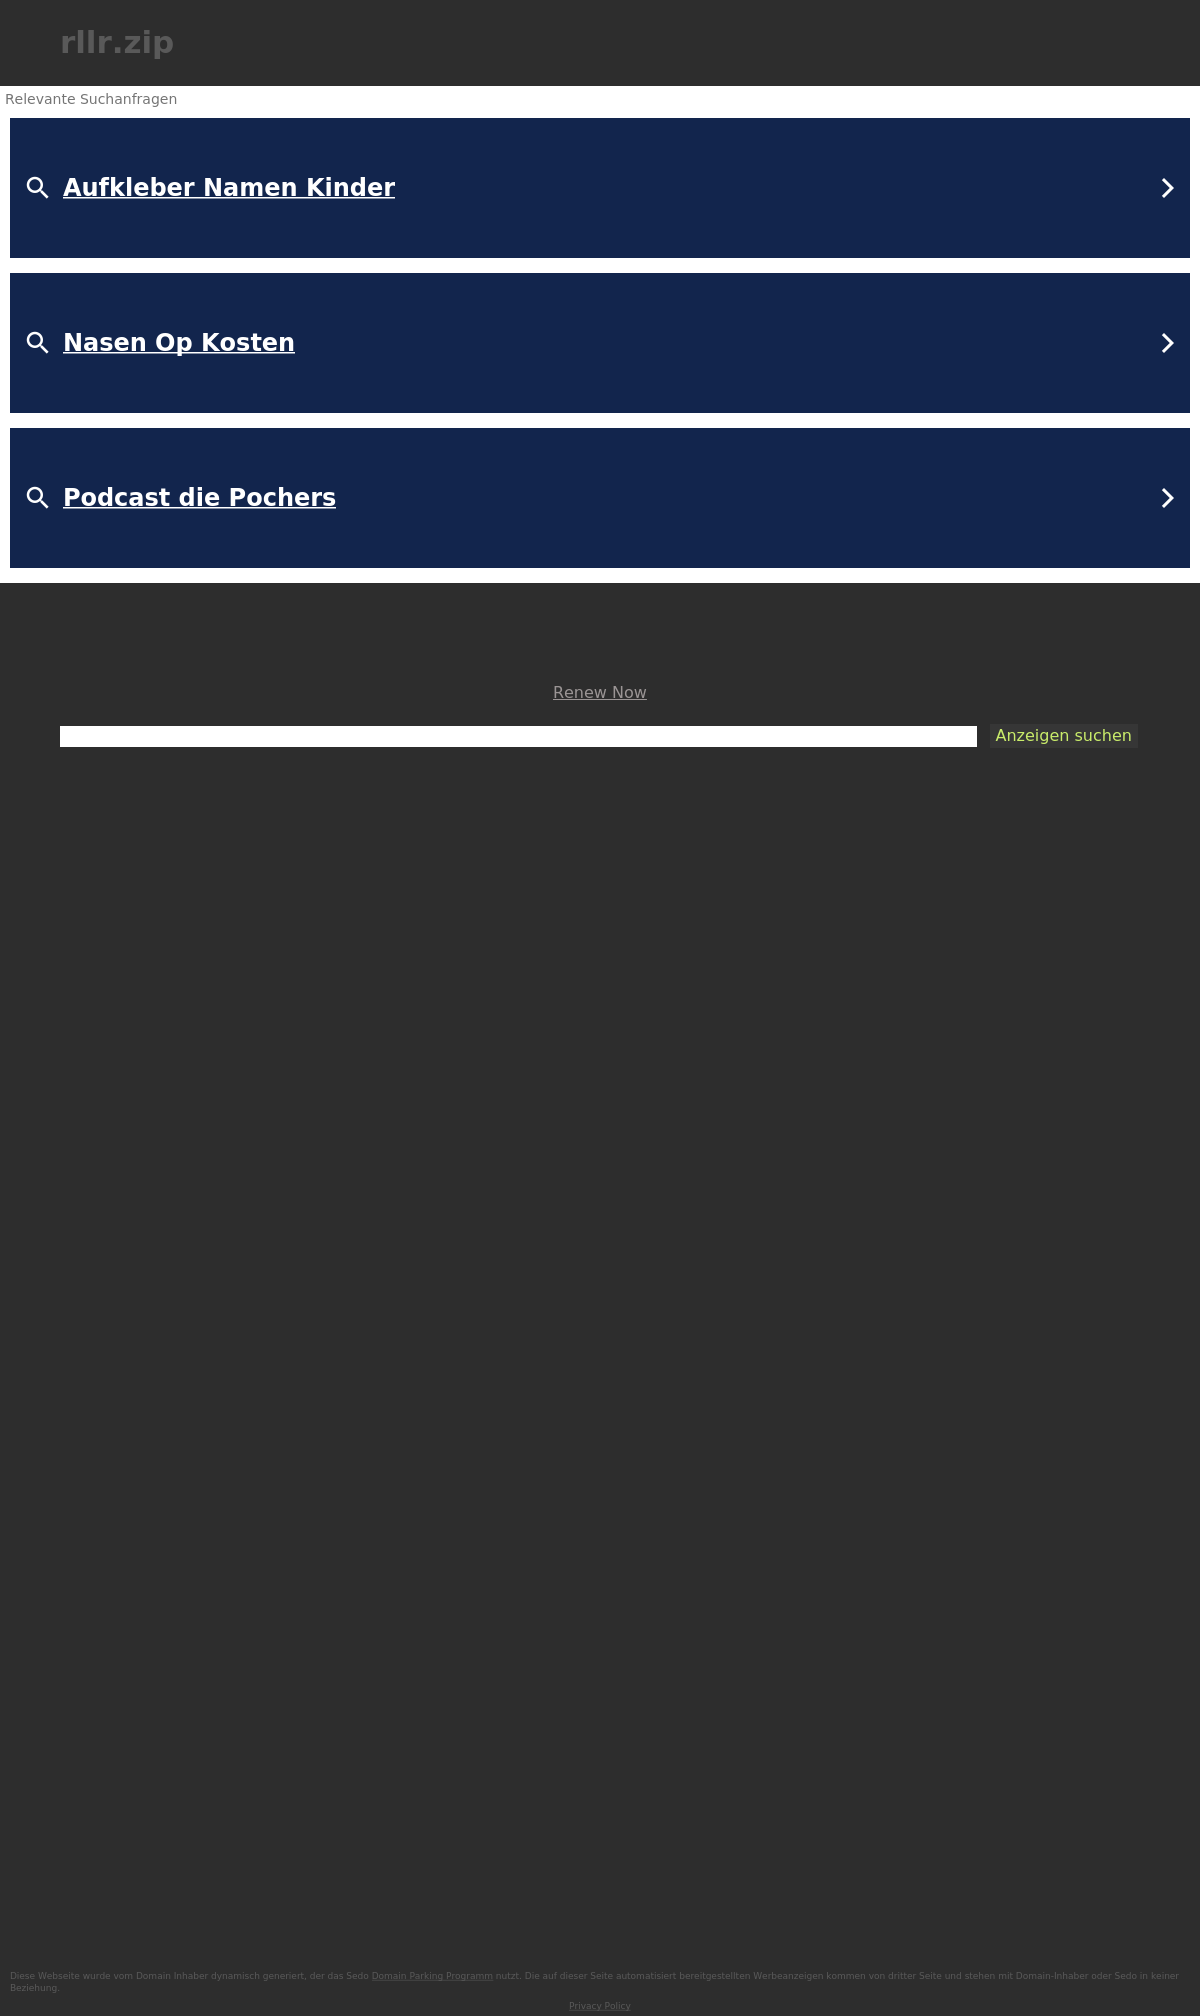 rllr.zip
Relevante Suchanfragen
Aufkleber Namen Kinder
Nasen Op Kosten
Podcast die Pochers
Renew Now
Anzeigen suchen
Diese Webseite wurde vom Domain Inhaber dynamisch generiert, der das Sedo Domain Parking Programm nutzt. Die auf dieser Seite automatisiert bereitgestellten Werbeanzeigen kommen von dritter Seite und stehen mit Domain-Inhaber oder Sedo in keiner
Beziehung.
Privacy Policy